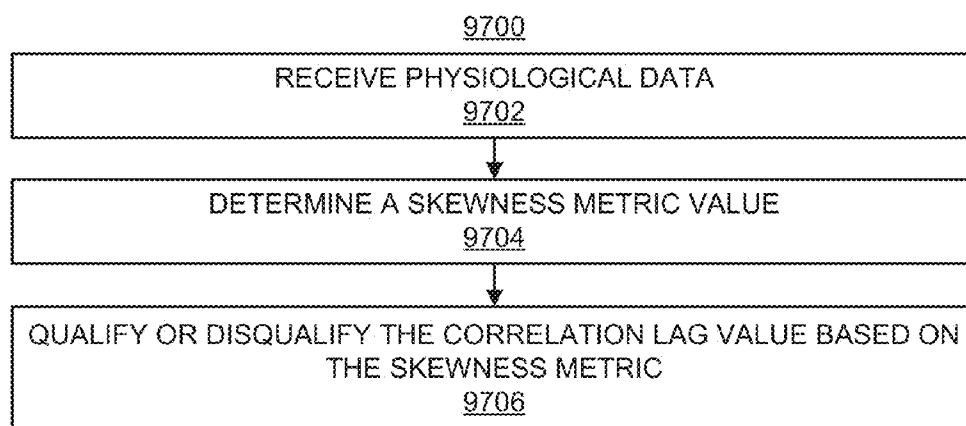 9700
RECEIVE PHYSIOLOGICAL DATA
9702
DETERMINE A SKEWNESS METRIC VALUE
9704
QUALIFY OR DISQUALIFY THE CORRELATION LAG VALUE BASED ON
THE SKEWNESS METRIC
9706